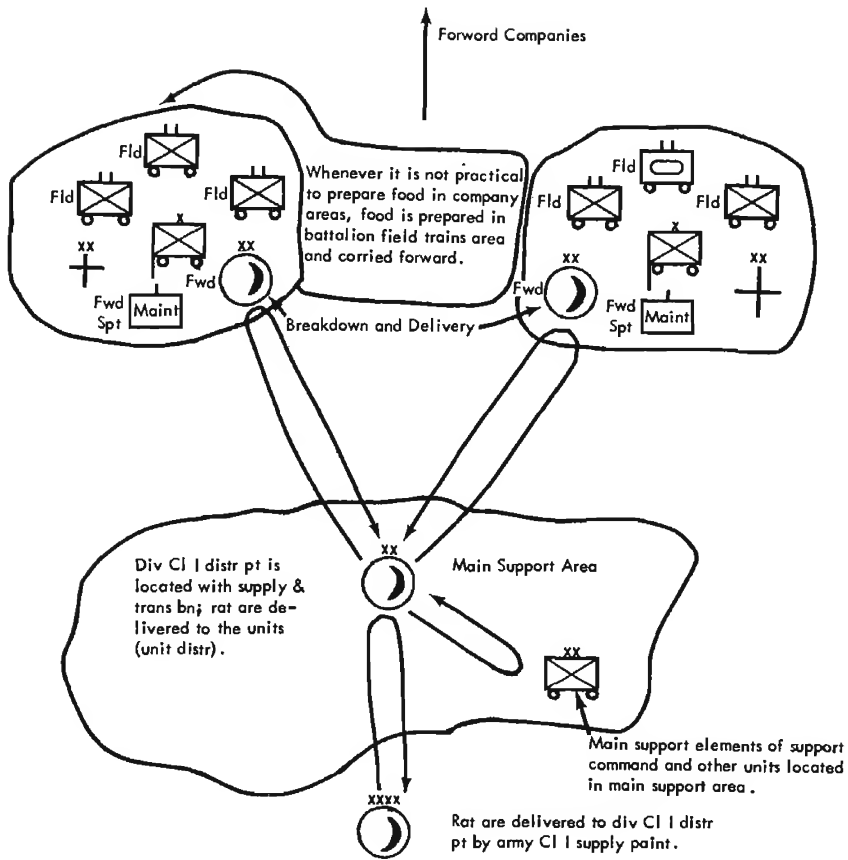 Forword Companies
Fld
Fld
Fld
x
xx
xx
Fwd
Fwd
Spt
Maint
Whenever it is not practical
to prepare food in company
areas, food is prepared in
battalion field trains area
and corried forward.
Fld
Fld
Fld
x
xx
xx
Fwd
Fwd
Spt
Maint
Breakdown and Delivery
xx
Div Cl I distr pt is
located with supply &
trans bn; rat are de-
livered to the units
(unit distr).
Main Support Area
xx
Main support elements of support
command and other units located
in main support area.
xxxx
Rat are delivered to div Cl I distr
pt by army Cl I supply paint.